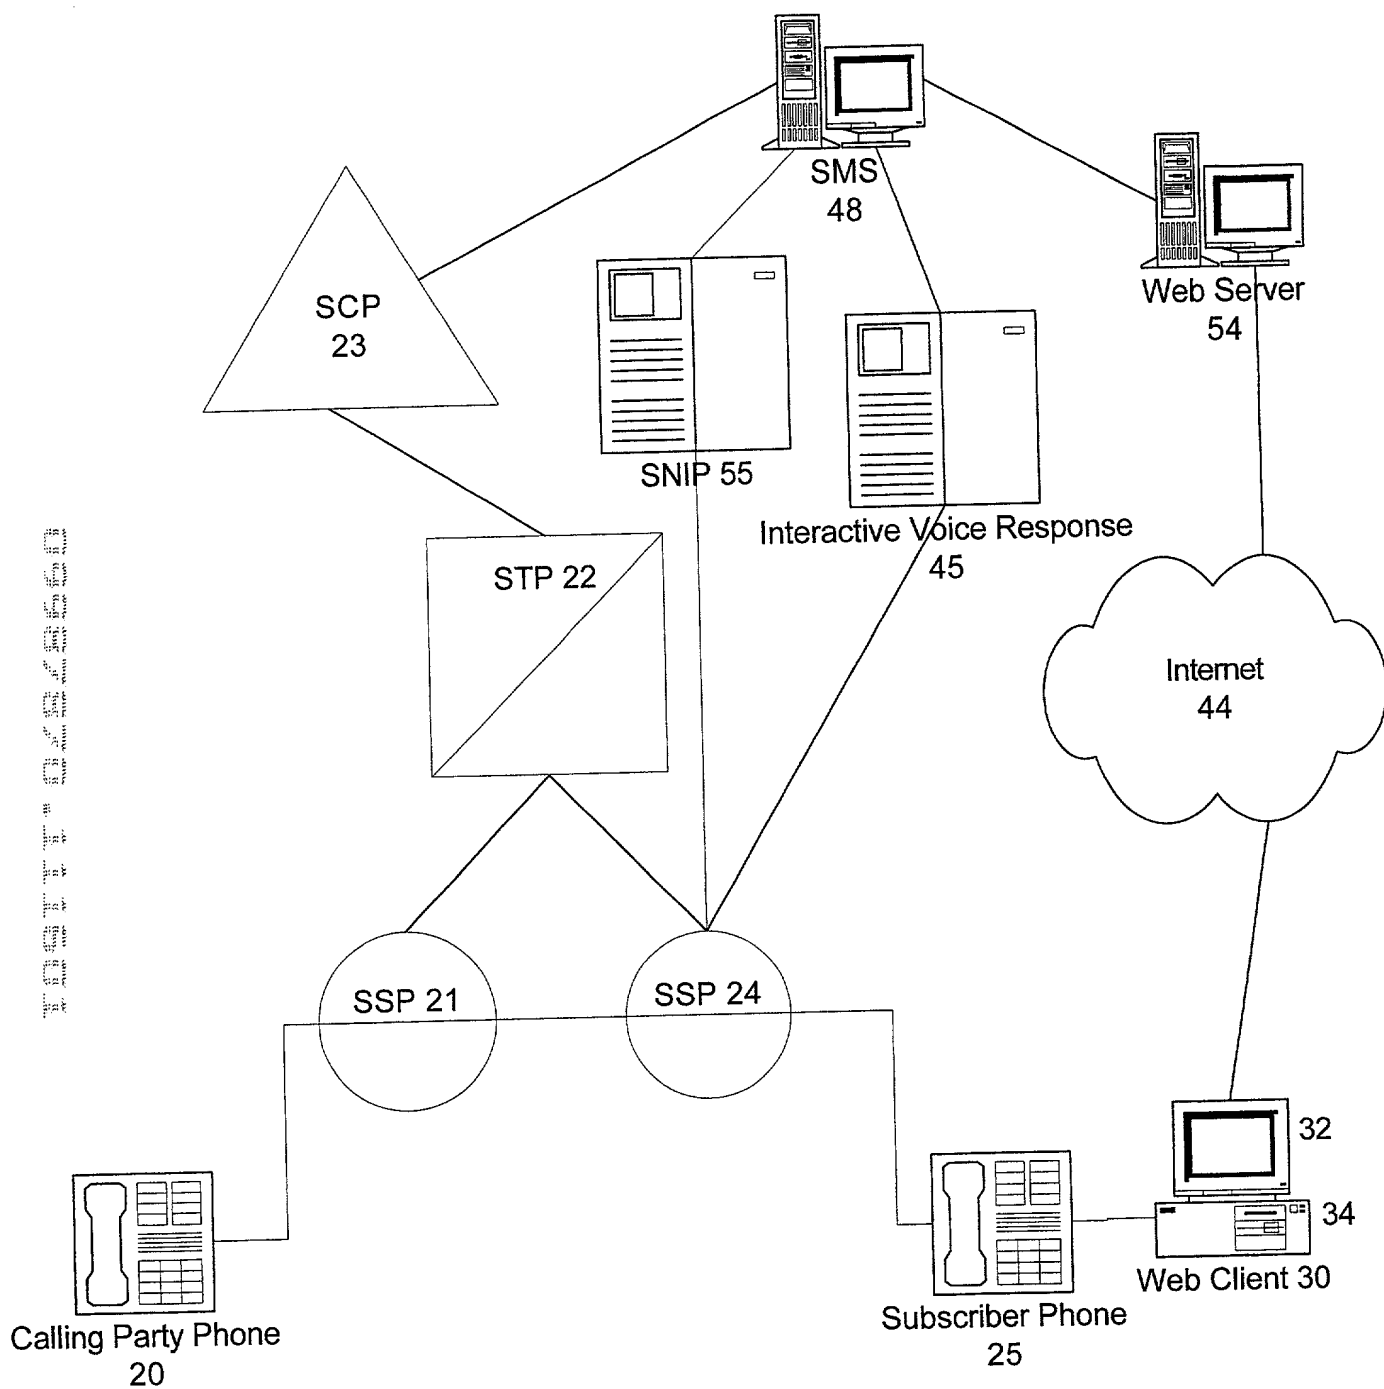 SMS
48
SCP
23
Web Server
54
SNIP 55
Interactive Voice Response
45
STP 22
Internet
44
SSP 21
SSP 24
32
34
Web Client 30
Subscriber Phone
25
Calling Party Phone
20